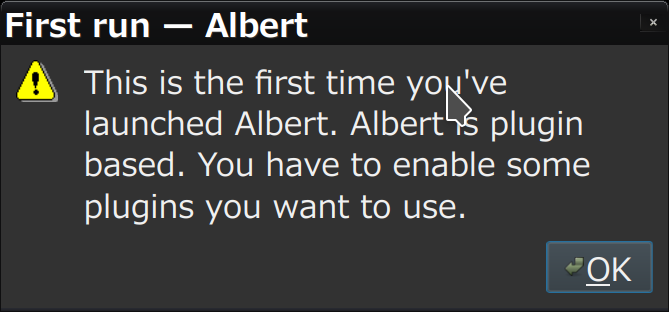 First run — Albert
This is the first time you've
launched Albert. Albert is plugin
based. You have to enable some
plugins you want to use.
OK